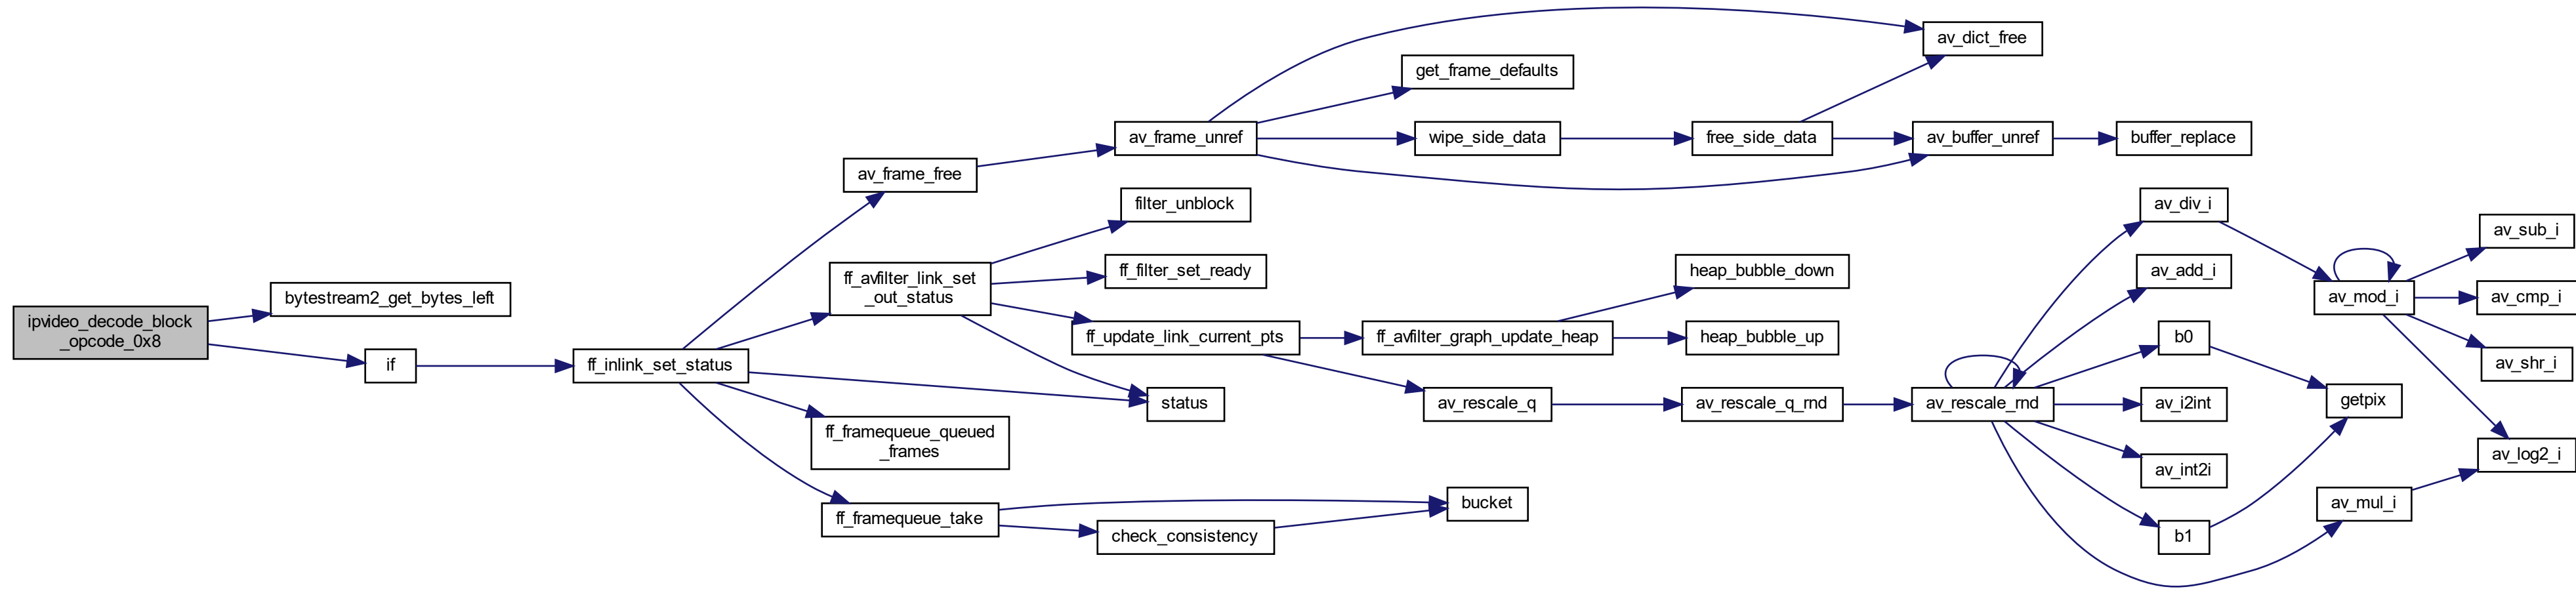 ipvideo_decode_block
_opcode_0x8
bytestream2_get_bytes_left
if
ff_inlink_set_status
av_frame_free
ff_avfilter_link_set
_out_status
ff_framequeue_queued
_frames
ff_framequeue_take
av_frame_unref
filter_unblock
ff_filter_set_ready
ff_update_link_current_pts
status
check_consistency
get_frame_defaults
wipe_side_data
ff_avfilter_graph_update_heap
av_rescale_q
bucket
free_side_data
heap_bubble_down
heap_bubble_up
av_rescale_q_rnd
av_dict_free
av_buffer_unref
av_rescale_rnd
buffer_replace
av_div_i
av_add_i
b0
av_i2int
av_int2i
b1
av_mod_i
getpix
av_mul_i
av_sub_i
av_cmp_i
av_shr_i
av_log2_i